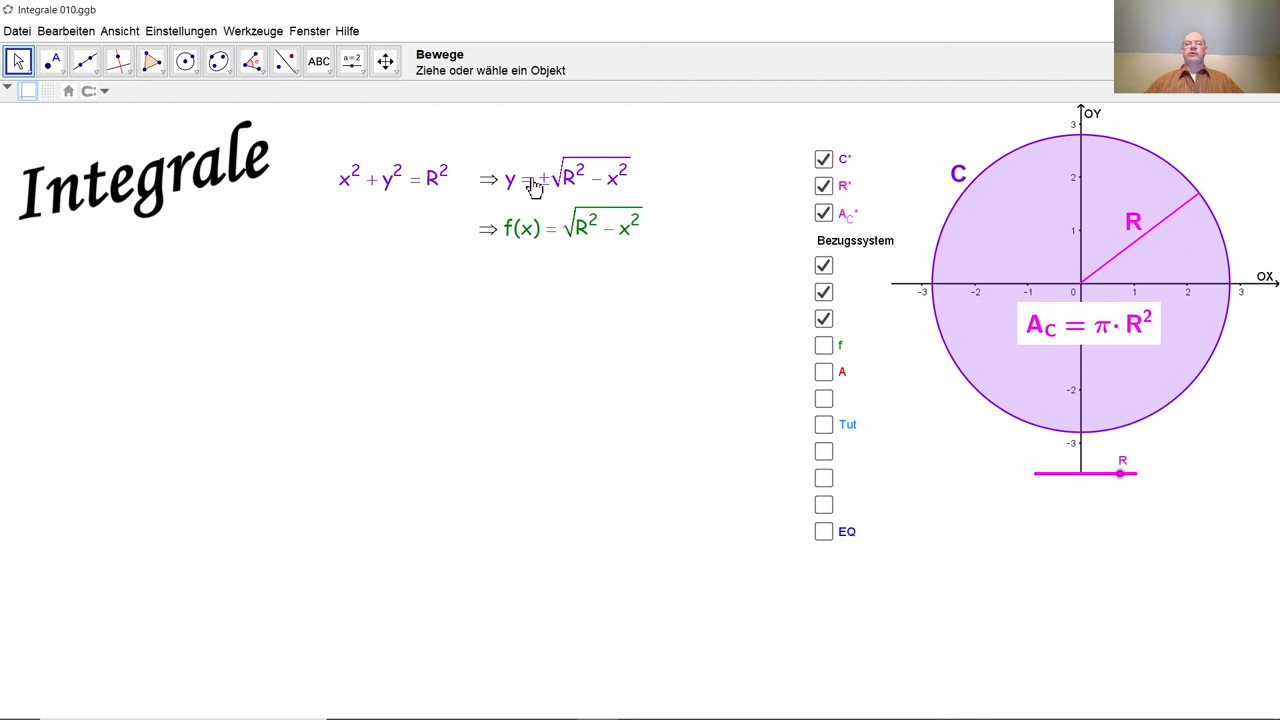 Integrale 010.ggb
Datei Bearbeiten Ansicht Einstellungen Werkzeuge Fenster Hilfe
A
ABC
a=2
Bewege
Ziehe oder wähle ein Objekt
Integrale
x² + y² = R² ⇒ y = ±√(R² − x²)
⇒ f(x) = √(R² − x²)
C*
R*
A_C*
Bezugssystem
f
A
Tut
EQ
OY
3
C
2
R
1
OX
-3 -2 -1 0 1 2 3
A_C = π · R²
-2
-3
R